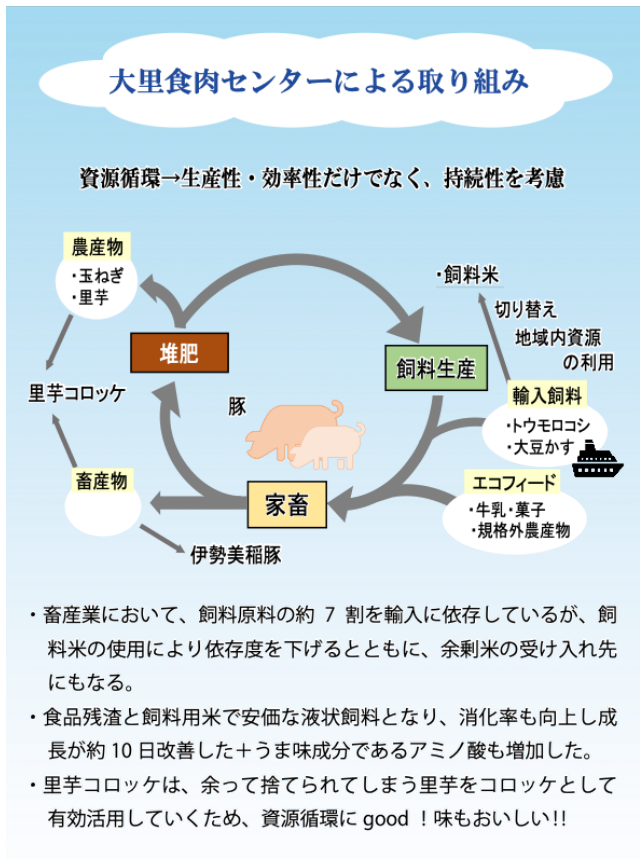 大里食肉センターによる取り組み
資源循環→生産性・効率性だけでなく、持続性を考慮
農産物
・玉ねぎ
・里芋
・飼料米
切り替え
地域内資源
の利用
堆肥
飼料生産
里芋コロッケ
豚
輸入飼料
・トウモロコシ
・大豆かす
畜産物
家畜
エコフィード
・牛乳・菓子
・規格外農産物
伊勢美稲豚
・畜産業において、飼料原料の約 7 割を輸入に依存しているが、飼
料米の使用により依存度を下げるとともに、余剰米の受け入れ先
にもなる。
・食品残渣と飼料用米で安価な液状飼料となり、消化率も向上し成
長が約 10 日改善した＋うま味成分であるアミノ酸も増加した。
・里芋コロッケは、余って捨てられてしまう里芋をコロッケとして
有効活用していくため、資源循環に good ！味もおいしい!!